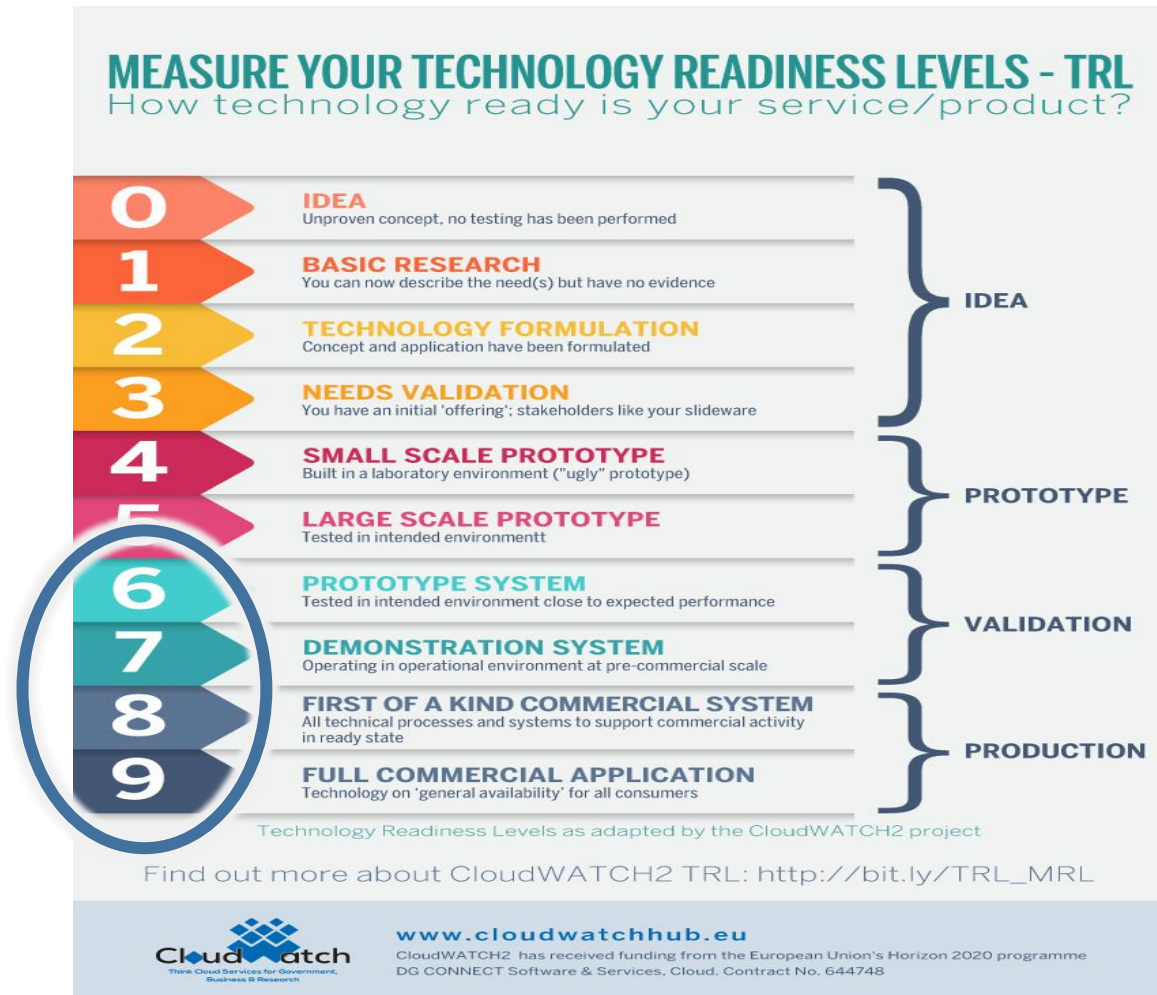 MEASURE YOUR TECHNOLOGY READINESS LEVELS - TRL
How technology ready is your service/product?
0
IDEA
Unproven concept, no testing has been performed
1
BASIC RESEARCH
You can now describe the need(s) but have no evidence
2
TECHNOLOGY FORMULATION
Concept and application have been formulated
3
NEEDS VALIDATION
You have an initial 'offering'; stakeholders like your slideware
IDEA
4
SMALL SCALE PROTOTYPE
Built in a laboratory environment ("ugly" prototype)
5
LARGE SCALE PROTOTYPE
Tested in intended environmentt
PROTOTYPE
6
PROTOTYPE SYSTEM
Tested in intended environment close to expected performance
7
DEMONSTRATION SYSTEM
Operating in operational environment at pre-commercial scale
VALIDATION
8
FIRST OF A KIND COMMERCIAL SYSTEM
All technical processes and systems to support commercial activity
in ready state
9
FULL COMMERCIAL APPLICATION
Technology on 'general availability' for all consumers
PRODUCTION
Technology Readiness Levels as adapted by the CloudWATCH2 project
Find out more about CloudWATCH2 TRL: http://bit.ly/TRL_MRL
CloudWatch
Think Cloud Services for Government,
Business & Research
www.cloudwatchhub.eu
CloudWATCH2 has received funding from the European Union's Horizon 2020 programme
DG CONNECT Software & Services, Cloud. Contract No. 644748